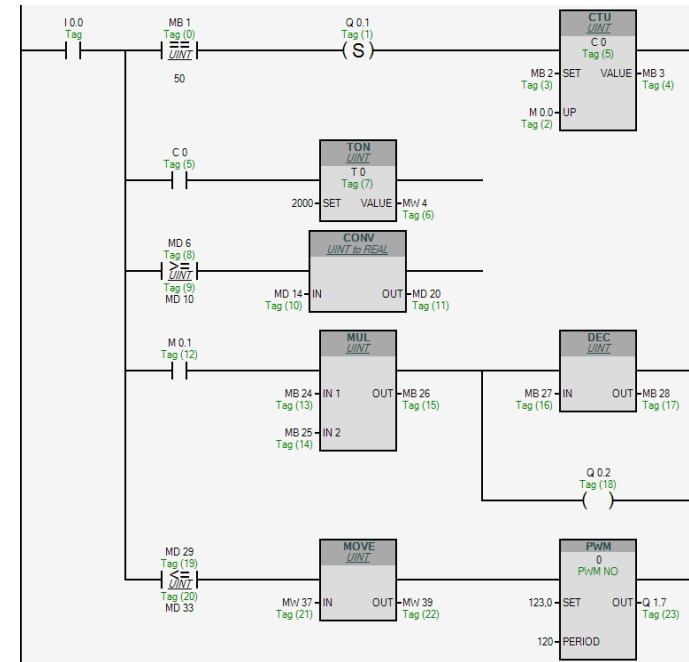 I 0.0
Tag
MB 1
Tag (0)
==
UINT
50
Q 0.1
Tag (1)
(S)
CTU
UINT
C 0
Tag (5)
MB 2 SET VALUE MB 3
Tag (3) Tag (4)
M 0.0 UP
Tag (2)
C 0
Tag (5)
TON
UINT
T 0
Tag (7)
2000 SET VALUE MW 4
Tag (6)
MD 6
Tag (8)
>=
UINT
Tag (9)
MD 10
CONV
UINT to REAL
MD 14 IN OUT MD 20
Tag (10) Tag (11)
M 0.1
Tag (12)
MUL
UINT
MB 24 IN 1 OUT MB 26
Tag (13) Tag (15)
MB 25 IN 2
Tag (14)
DEC
UINT
MB 27 IN OUT MB 28
Tag (16) Tag (17)
Q 0.2
Tag (18)
( )
MD 29
Tag (19)
<=
UINT
Tag (20)
MD 33
MOVE
UINT
MW 37 IN OUT MW 39
Tag (21) Tag (22)
PWM
0
PWM NO
123,0 SET OUT Q 1.7
Tag (23)
120 PERIOD